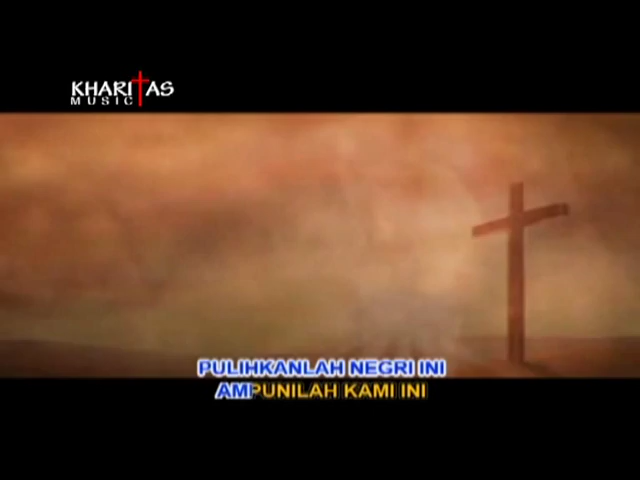 KHARITAS
MUSIC
PULIHKANLAH NEGRI INI
AMPUNILAH KAMI INI